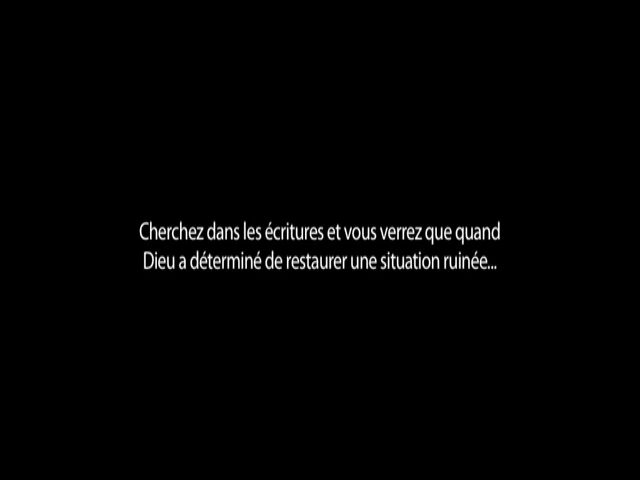 Cherchez dans les écritures et vous verrez que quand
Dieu a déterminé de restaurer une situation ruinée...